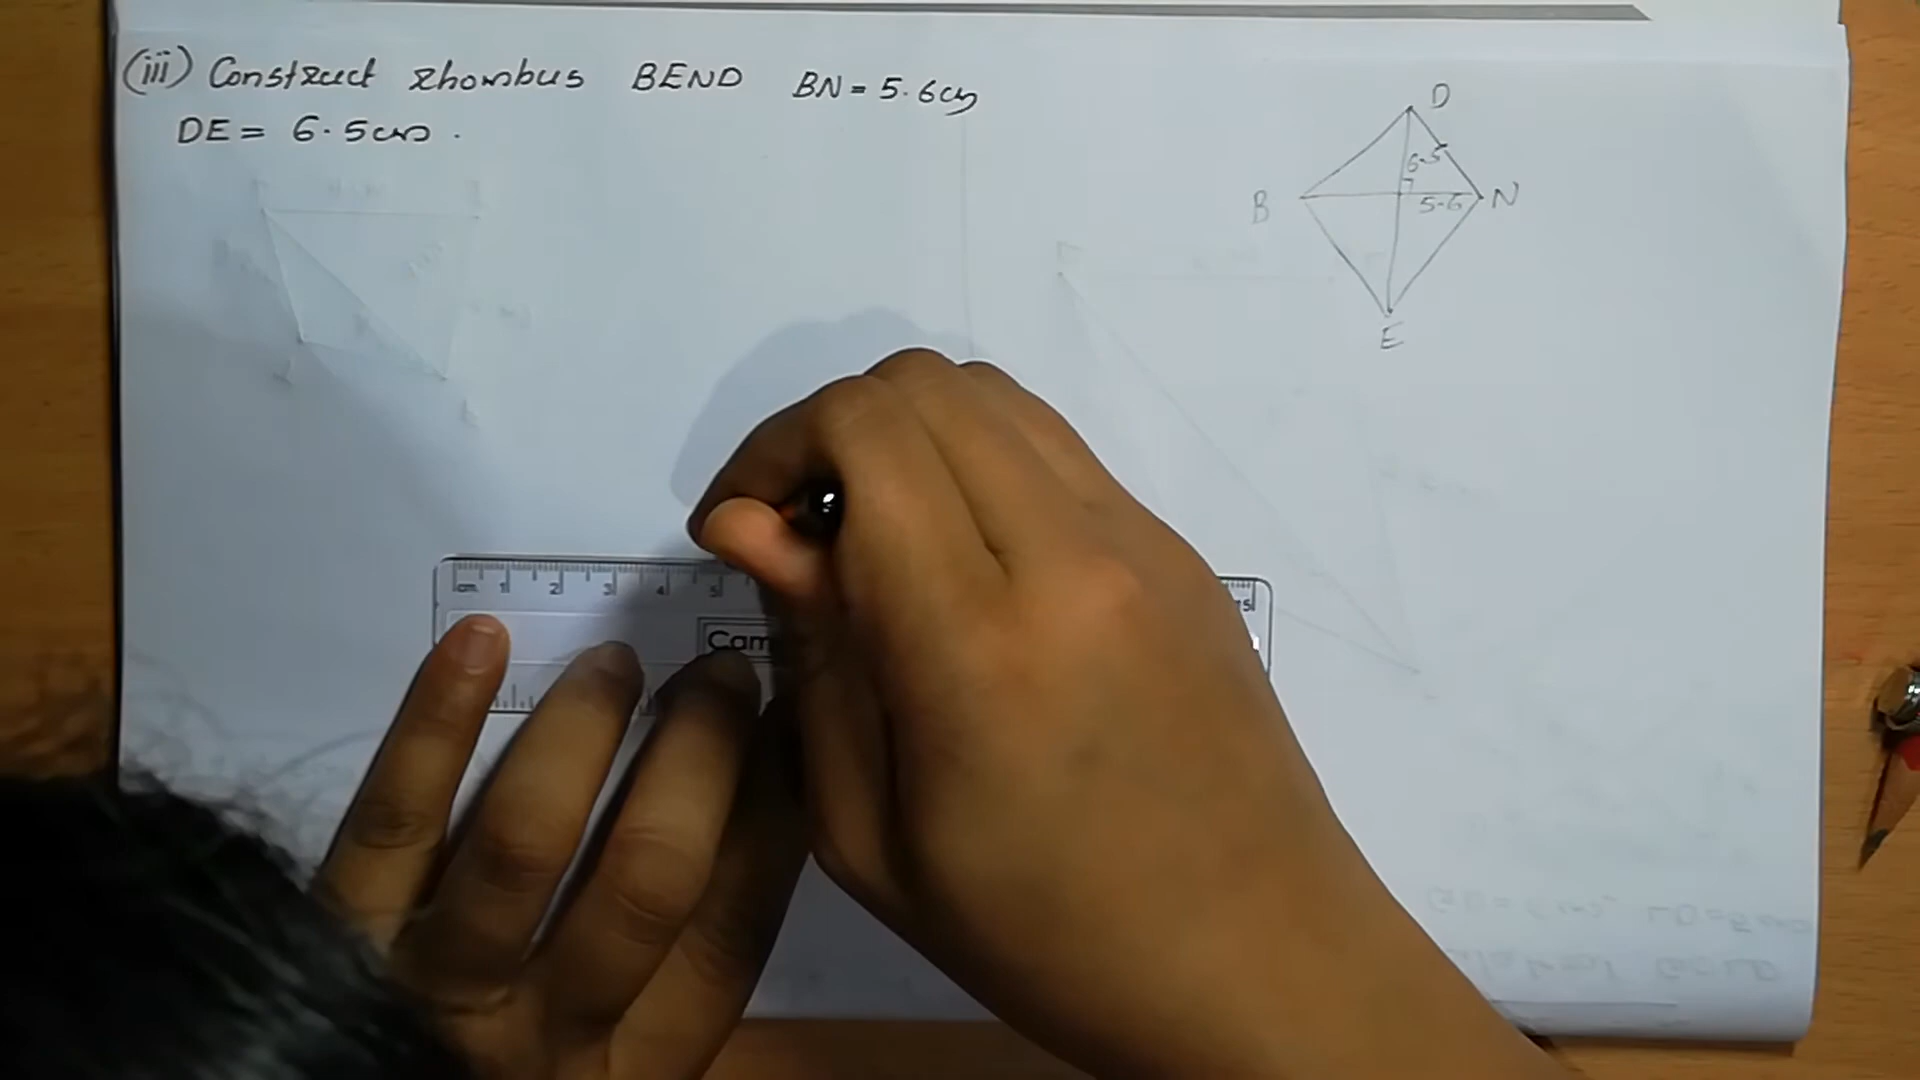 (iii) Construct rhombus BEND BN = 5.6cm
DE = 6.5cm .
D
6.5
B
5.6
N
E
cm 1 2 3 4 5
15
Cam